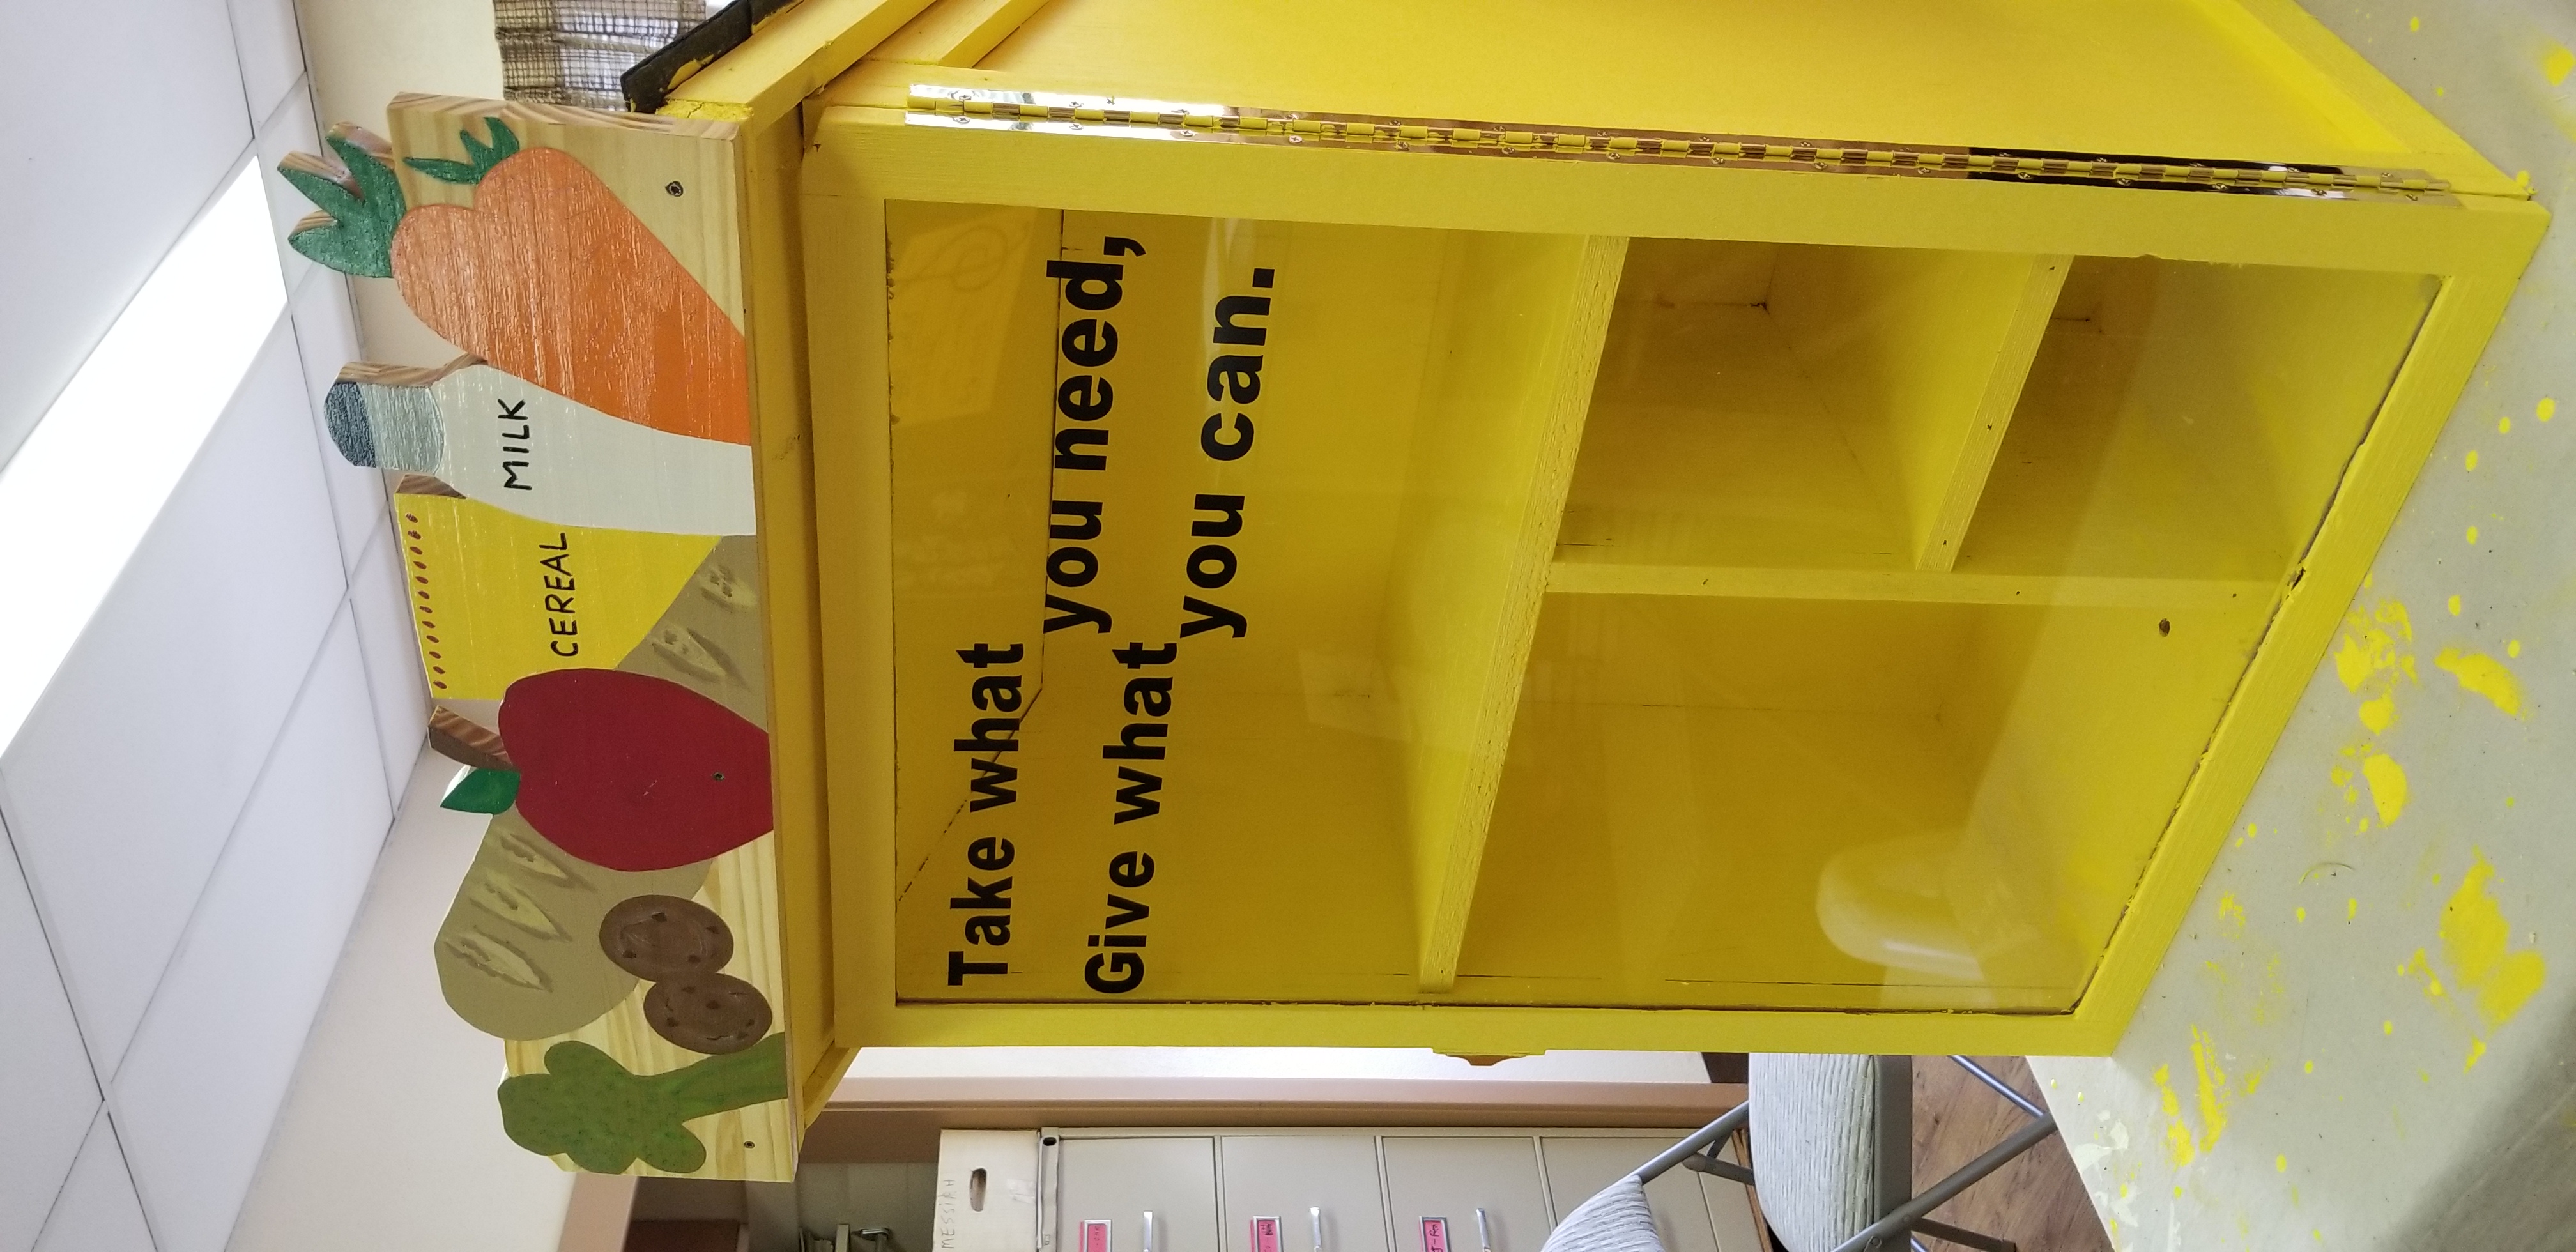 MILK
CEREAL
Take what
you need,
Give what
you can.
MESSIAH